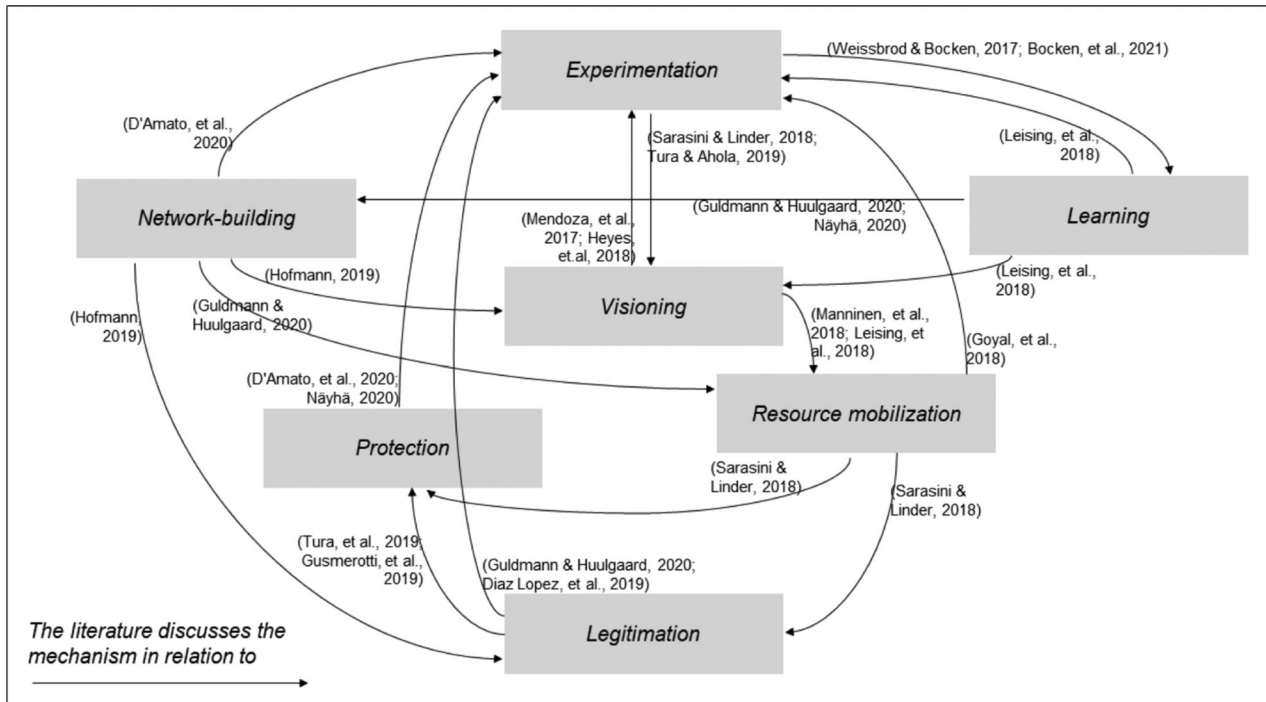 Experimentation
(Weissbrod & Bocken, 2017; Bocken, et al., 2021)
(D'Amato, et al.,
2020)
(Sarasini & Linder, 2018;
Tura & Ahola, 2019)
(Leising, et al.,
2018)
Network-building
(Guldmann & Huulgaard, 2020;
Näyhä, 2020)
Learning
(Mendoza, et al.,
2017; Heyes,
et.al, 2018)
(Hofmann, 2019)
(Leising, et al.,
2018)
Visioning
(Hofmann,
2019)
(Guldmann &
Huulgaard, 2020)
(Manninen, et al.,
2018; Leising, et
al., 2018)
(Goyal, et al.,
2018)
(D'Amato, et al., 2020;
Näyhä, 2020)
Resource mobilization
Protection
(Sarasini &
Linder, 2018)
(Sarasini &
Linder, 2018)
(Tura, et al., 2019;
Gusmerotti, et al.,
2019)
(Guldmann & Huulgaard, 2020;
Diaz Lopez, et al., 2019)
Legitimation
The literature discusses the
mechanism in relation to